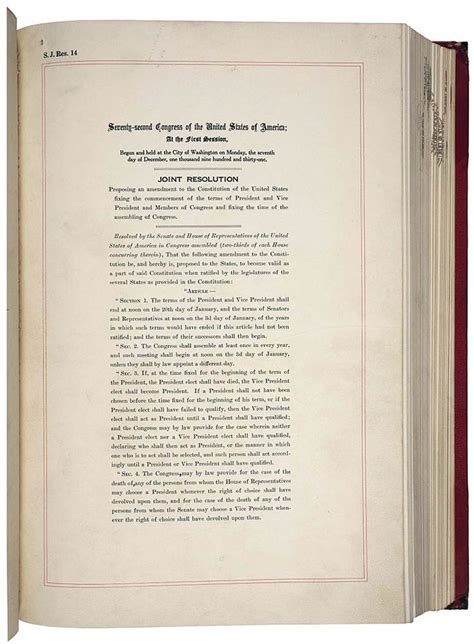 S. J. Res. 14
Seventy-second Congress of the United States of America;
At the First Session,
Begun and held at the City of Washington on Monday, the seventh
day of December, one thousand nine hundred and thirty-one.
JOINT RESOLUTION
Proposing an amendment to the Constitution of the United States
fixing the commencement of the terms of President and Vice
President and Members of Congress and fixing the time of the
assembling of Congress.
Resolved by the Senate and House of Representatives of the United
States of America in Congress assembled (two-thirds of each House
concurring therein), That the following amendment to the Constitu-
tion be, and hereby is, proposed to the States, to become valid as
a part of said Constitution when ratified by the legislatures of the
several States as provided in the Constitution:
"ARTICLE —
"SECTION 1. The terms of the President and Vice President shall
end at noon on the 20th day of January, and the terms of Senators
and Representatives at noon on the 3d day of January, of the years
in which such terms would have ended if this article had not been
ratified; and the terms of their successors shall then begin.
"SEC. 2. The Congress shall assemble at least once in every year,
and such meeting shall begin at noon on the 3d day of January,
unless they shall by law appoint a different day.
"SEC. 3. If, at the time fixed for the beginning of the term of
the President, the President elect shall have died, the Vice President
elect shall become President. If a President shall not have been
chosen before the time fixed for the beginning of his term, or if the
President elect shall have failed to qualify, then the Vice President
elect shall act as President until a President shall have qualified;
and the Congress may by law provide for the case wherein neither
a President elect nor a Vice President elect shall have qualified,
declaring who shall then act as President, or the manner in which
one who is to act shall be selected, and such person shall act accord-
ingly until a President or Vice President shall have qualified.
"SEC. 4. The Congress may by law provide for the case of the
death of any of the persons from whom the House of Representatives
may choose a President whenever the right of choice shall have
devolved upon them, and for the case of the death of any of the
persons from whom the Senate may choose a Vice President whenever
ever the right of choice shall have devolved upon them.